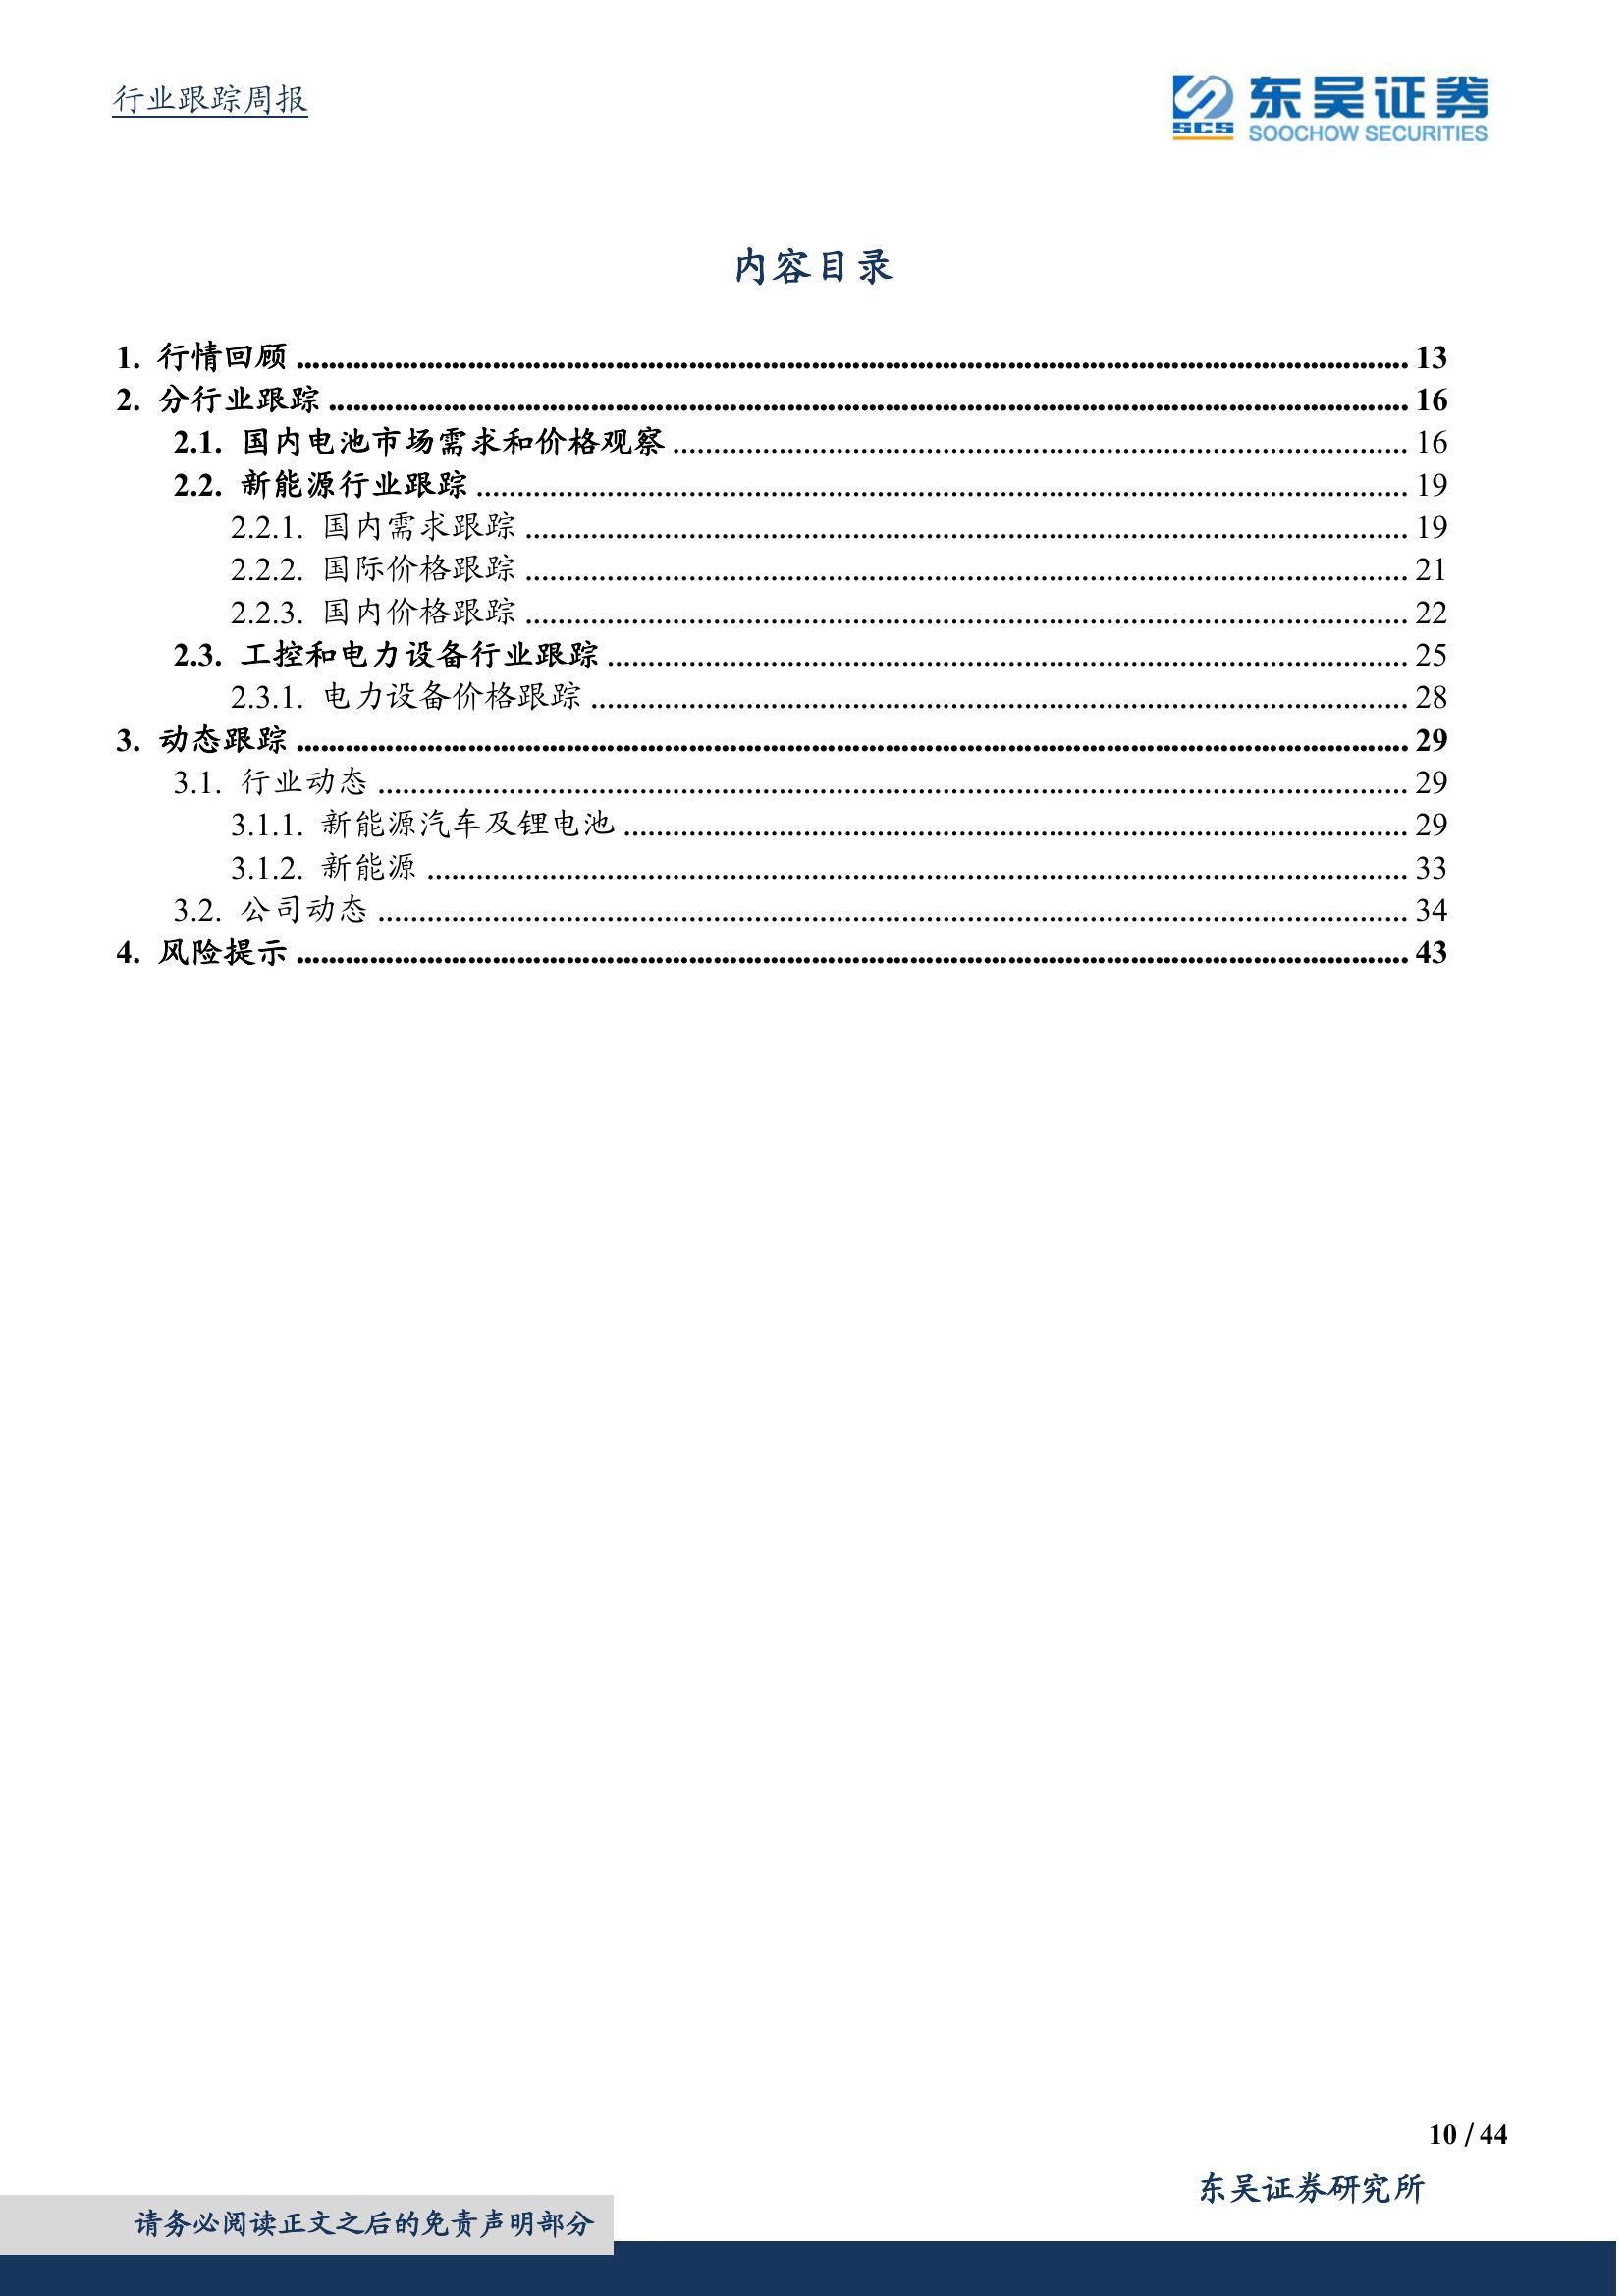 行业跟踪周报
SCS
东吴证券
SOOCHOW SECURITIES
内容目录
1. 行情回顾 ........ 13
2. 分行业跟踪 ........ 16
2.1. 国内电池市场需求和价格观察 ........ 16
2.2. 新能源行业跟踪 ........ 19
2.2.1. 国内需求跟踪 ........ 19
2.2.2. 国际价格跟踪 ........ 21
2.2.3. 国内价格跟踪 ........ 22
2.3. 工控和电力设备行业跟踪 ........ 25
2.3.1. 电力设备价格跟踪 ........ 28
3. 动态跟踪 ........ 29
3.1. 行业动态 ........ 29
3.1.1. 新能源汽车及锂电池 ........ 29
3.1.2. 新能源 ........ 33
3.2. 公司动态 ........ 34
4. 风险提示 ........ 43
10 / 44
东吴证券研究所
请务必阅读正文之后的免责声明部分